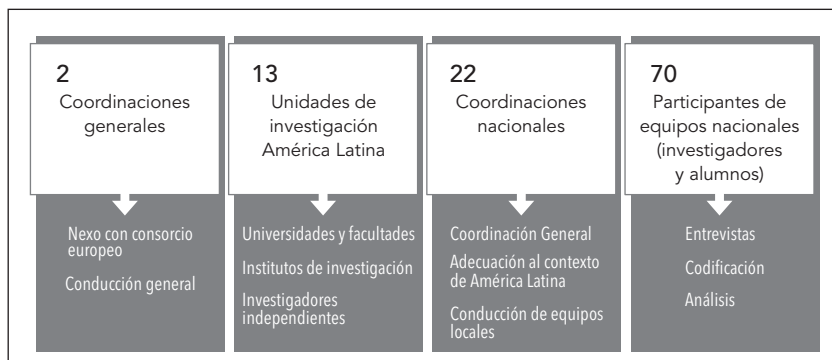 2
Coordinaciones
generales
Nexo con consorcio
europeo
Conducción general
13
Unidades de
investigación
América Latina
Universidades y facultades
Institutos de investigación
Investigadores
independientes
22
Coordinaciones
nacionales
Coordinación General
Adecuación al contexto
de América Latina
Conducción de equipos
locales
70
Participantes de
equipos nacionales
(investigadores
y alumnos)
Entrevistas
Codificación
Análisis